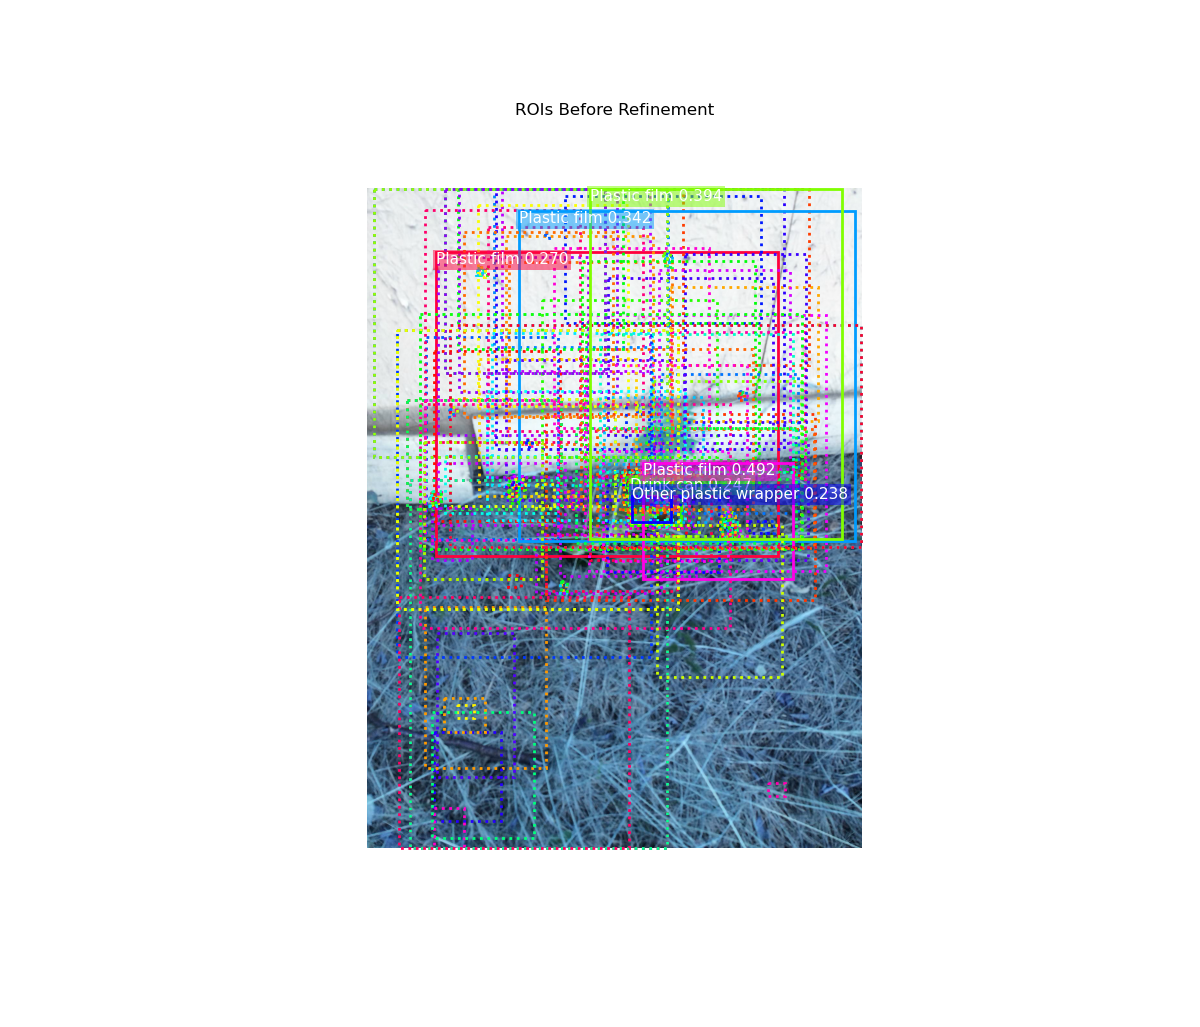 ROIs Before Refinement
Plastic film 0.394
Plastic film 0.342
Plastic film 0.270
Plastic film 0.492
Drink can 0.247
Other plastic wrapper 0.238